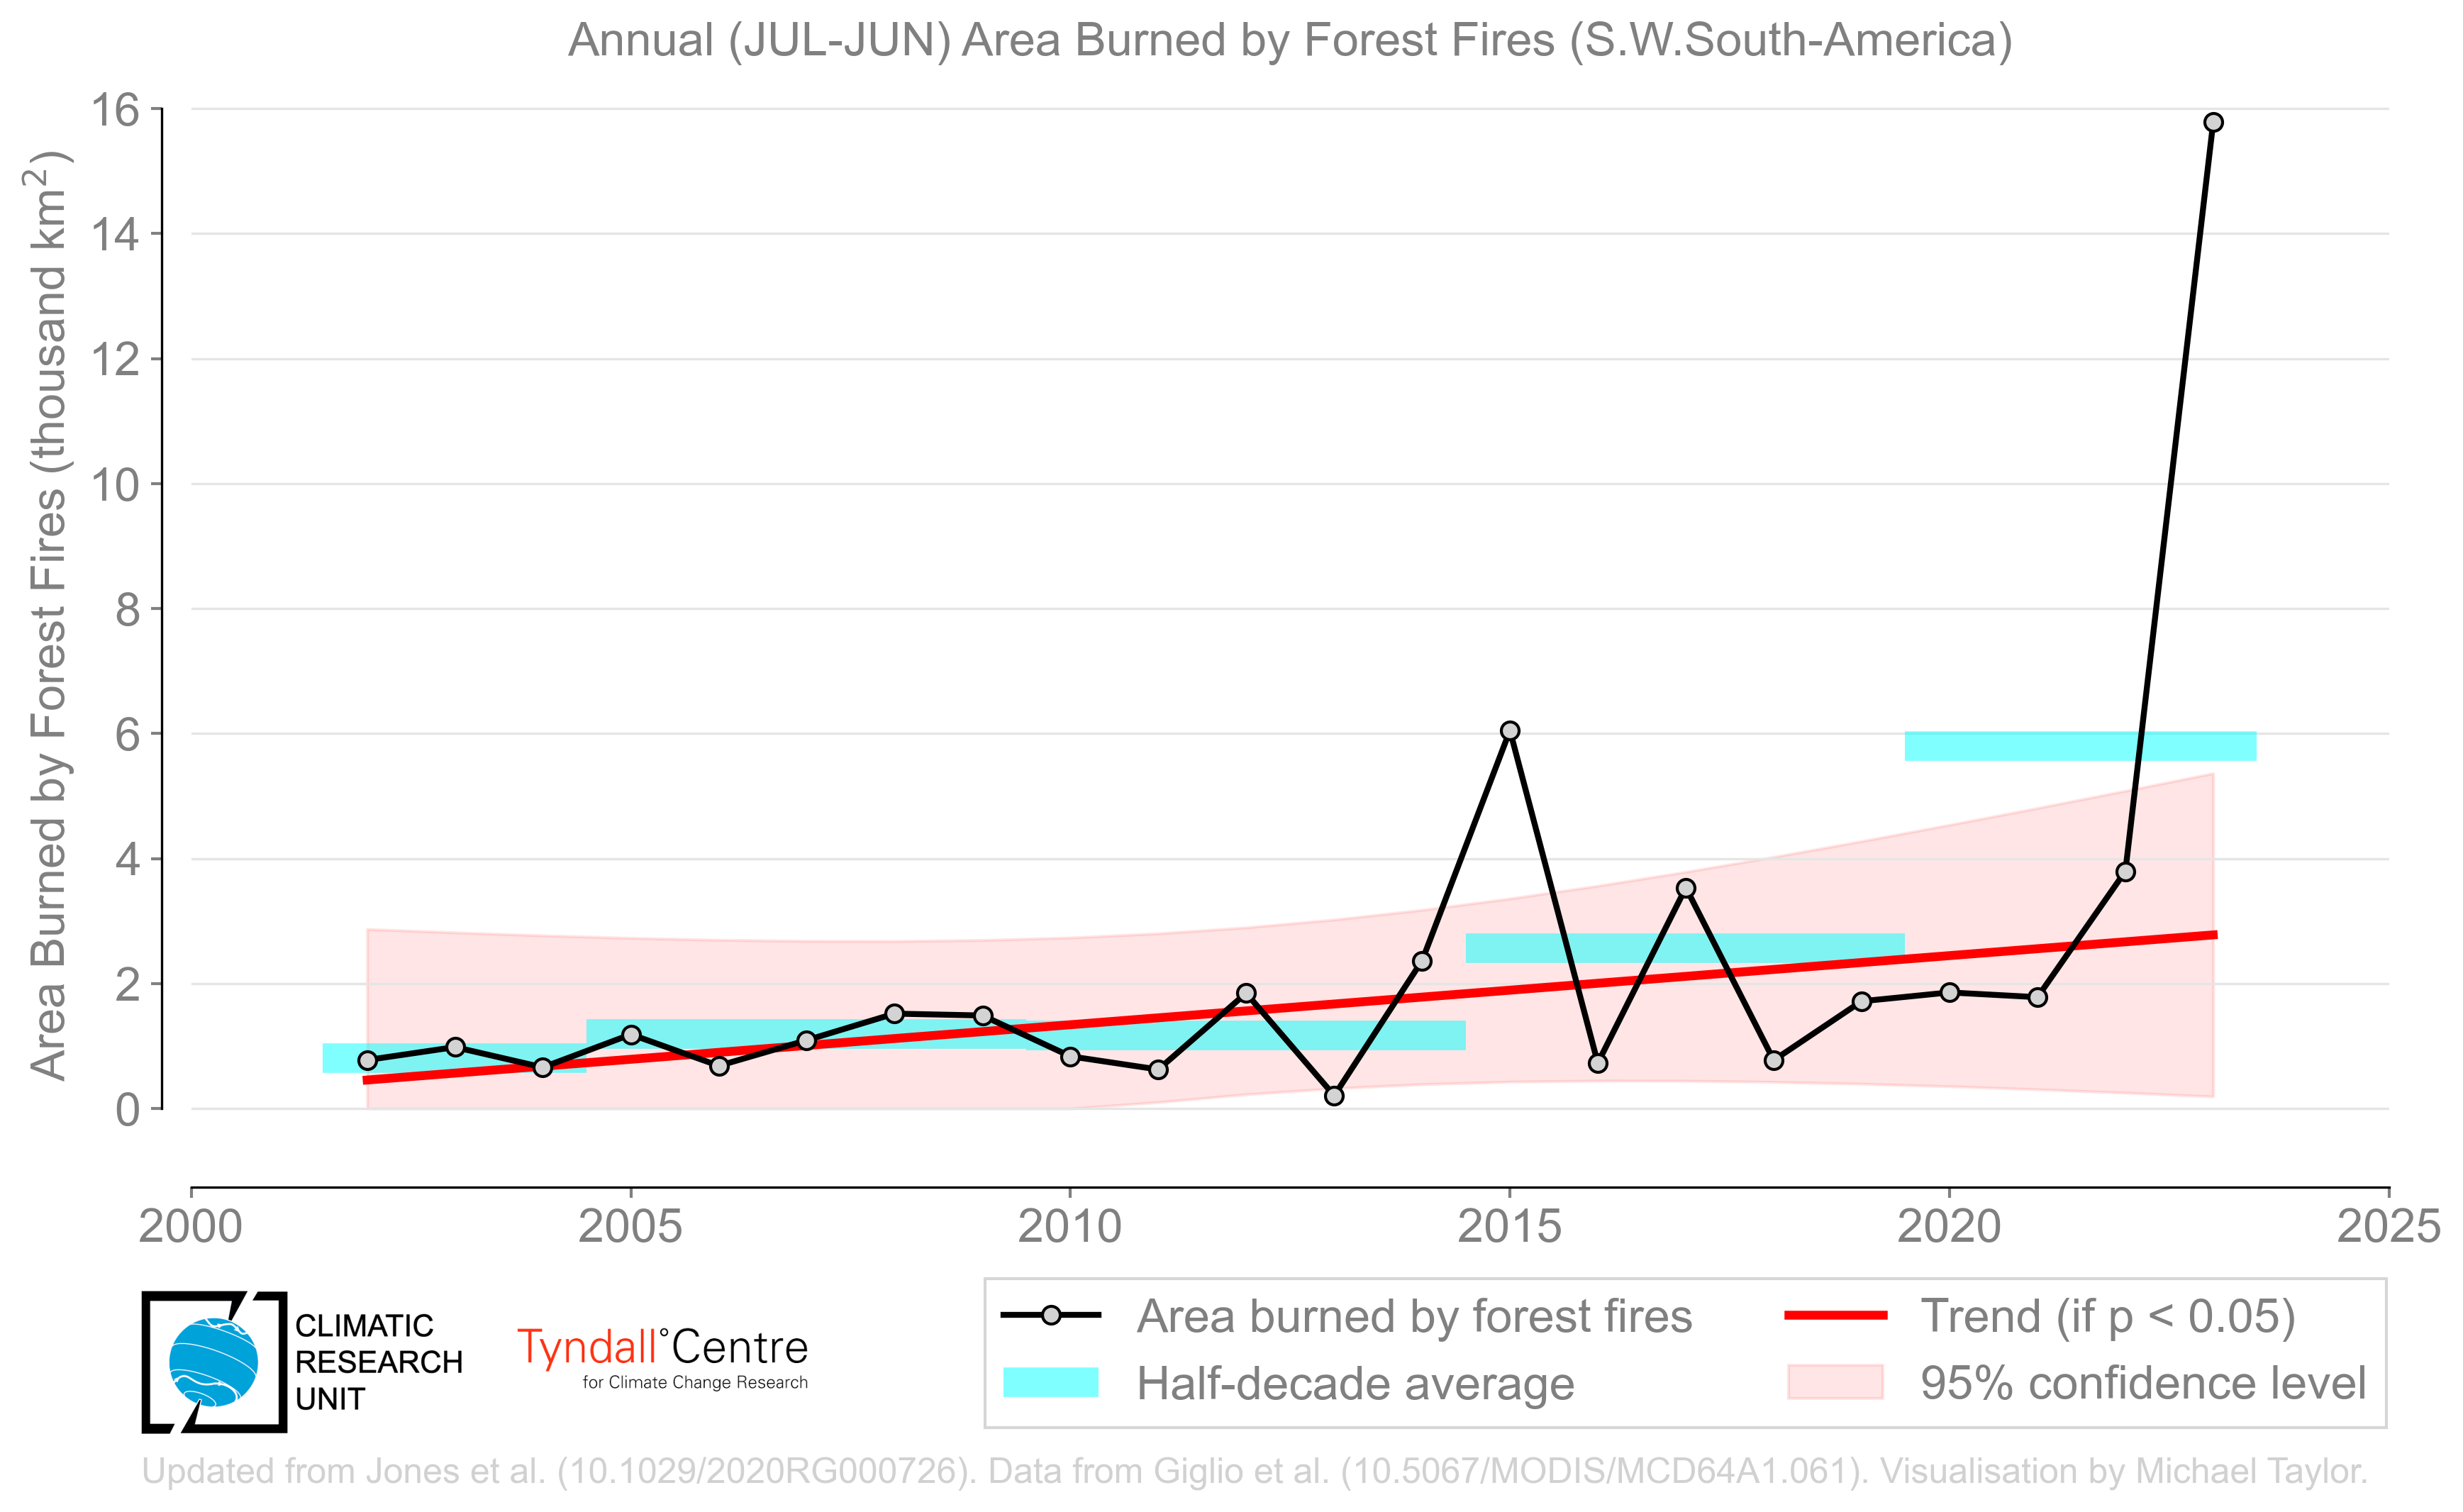 Annual (JUL-JUN) Area Burned by Forest Fires (S.W.South-America)
Area Burned by Forest Fires (thousand km²)
16
14
12
10
8
6
4
2
0
2000 2005 2010 2015 2020 2025
CLIMATIC
RESEARCH
UNIT
Tyndall°Centre
for Climate Change Research
Area burned by forest fires
Half-decade average
Trend (if p < 0.05)
95% confidence level
Updated from Jones et al. (10.1029/2020RG000726). Data from Giglio et al. (10.5067/MODIS/MCD64A1.061). Visualisation by Michael Taylor.